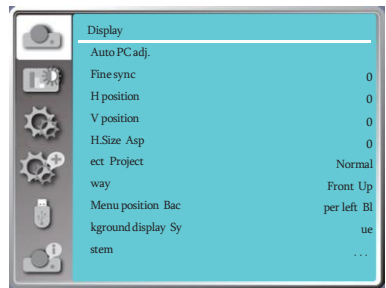 Display
Auto PC adj.
Fine sync 0
H position 0
V position 0
H.Size Asp 0
ect Project Normal
way Front Up
Menu position Bac per left Bl
kground display Sy ue
stem ...